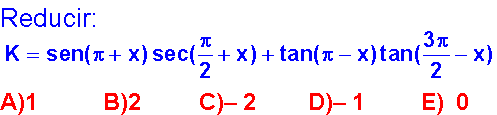 Reducir:
K = sen(π + x) sec(π/2 + x) + tan(π − x) tan(3π/2 − x)
A)1 B)2 C)– 2 D)– 1 E) 0